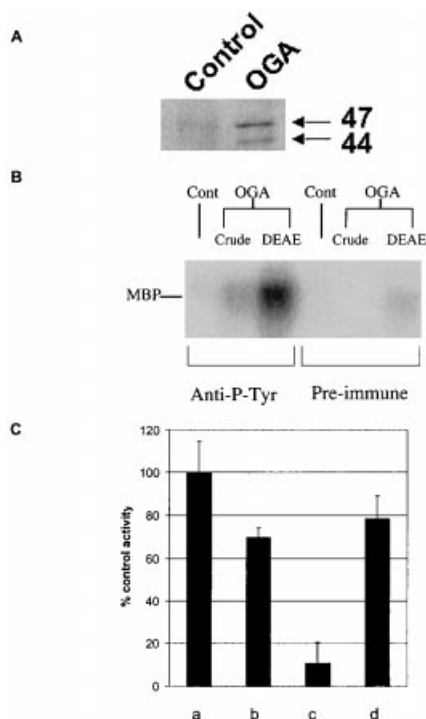 A
Control OGA
47
44
B
Cont OGA Cont OGA
Crude DEAE Crude DEAE
MBP
Anti-P-Tyr Pre-immune
C
% control activity
120
100
80
60
40
20
0
a b c d